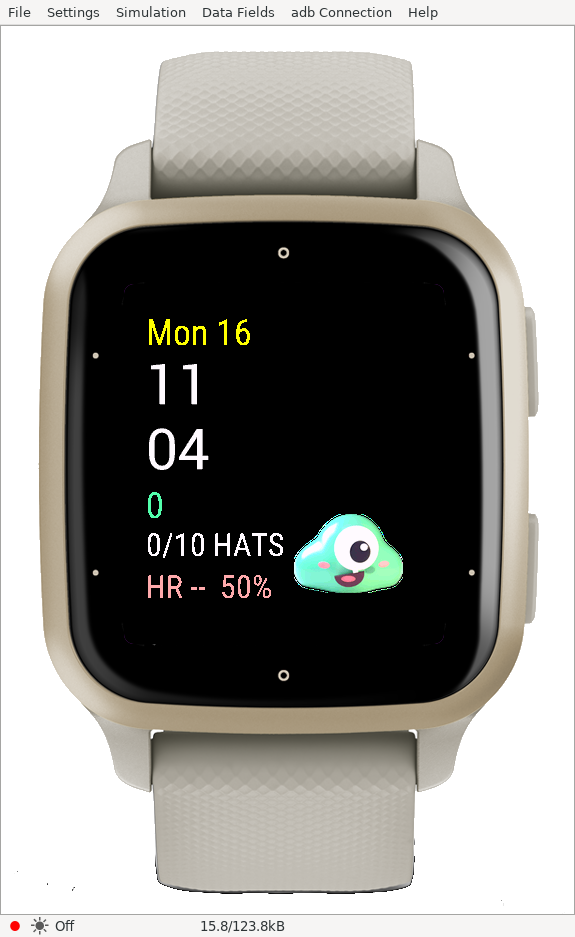 File Settings Simulation Data Fields adb Connection Help
Mon 16
11
04
0
0/10 HATS
HR -- 50%
Off 15.8/123.8kB